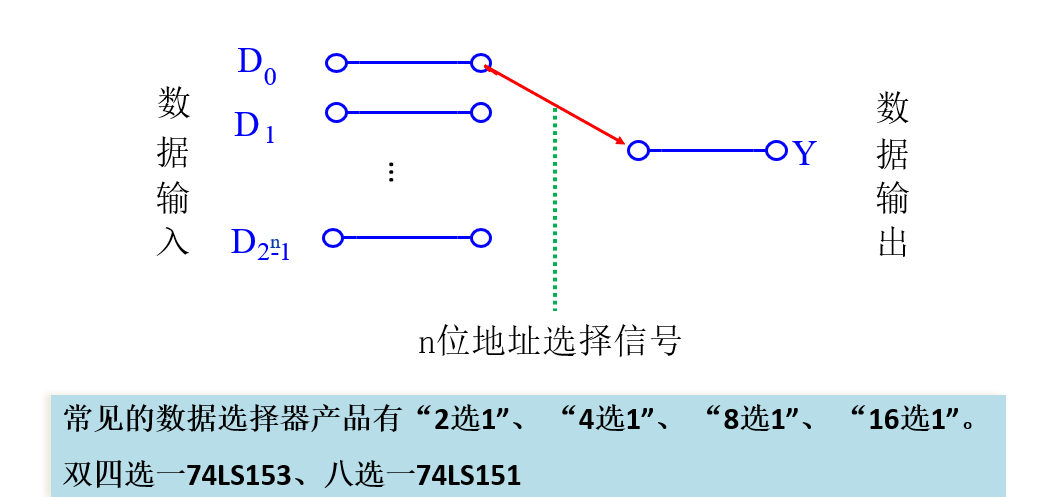 D0
D1
⋮
D2ⁿ-1
数据输入
Y
数据输出
n位地址选择信号
常见的数据选择器产品有“2选1”、“4选1”、“8选1”、“16选1”。
双四选一74LS153、八选一74LS151